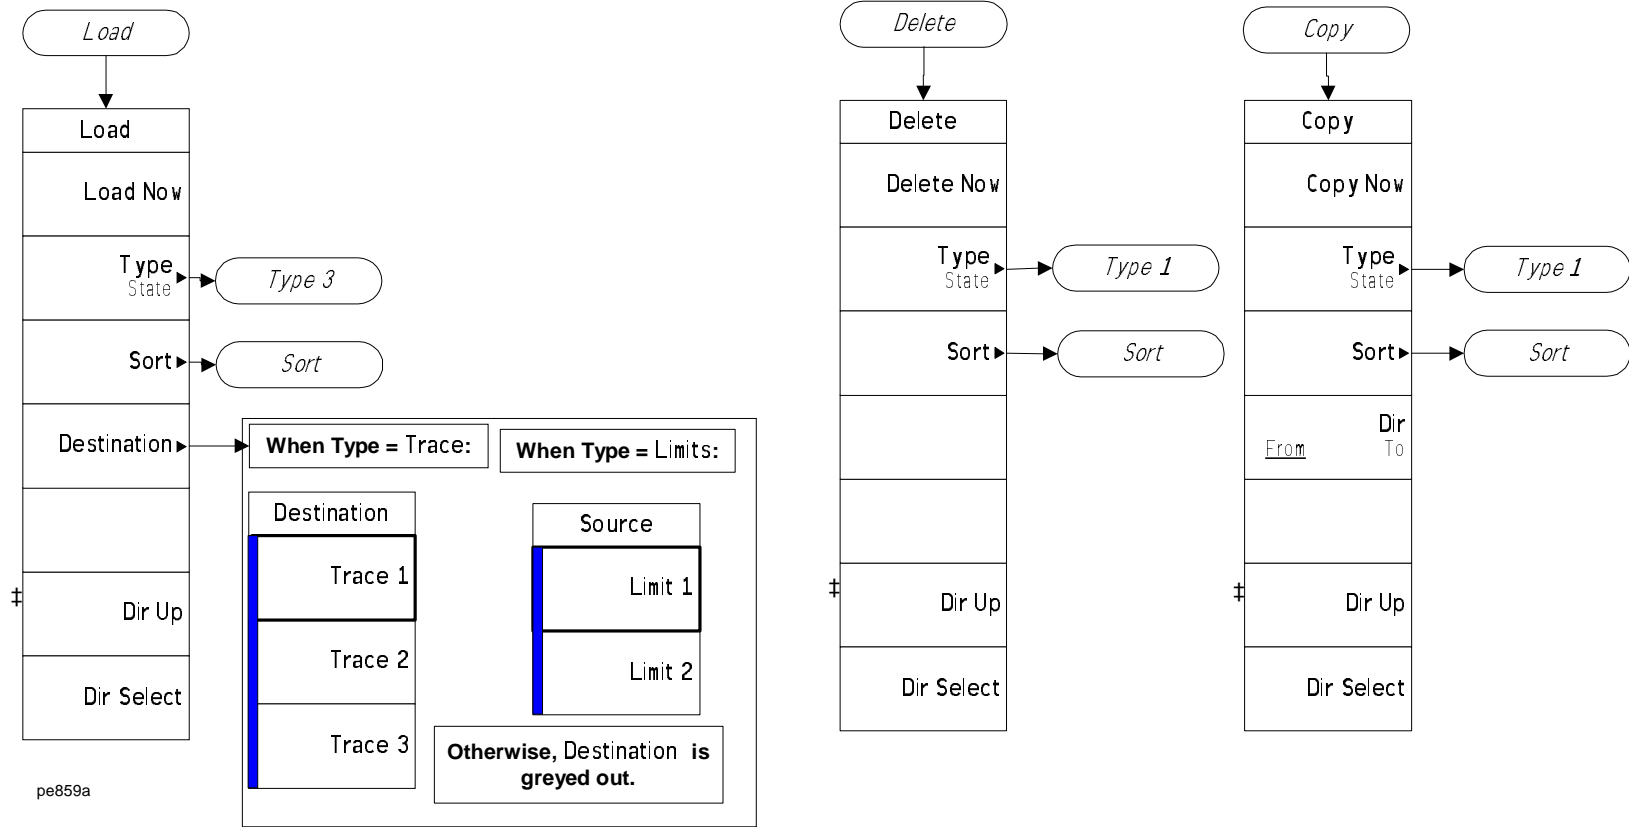 Load
Load
Load Now
Type
State
Type 3
Sort
Sort
Destination
When Type = Trace:
When Type = Limits:
Destination
Trace 1
Trace 2
Trace 3
Source
Limit 1
Limit 2
Otherwise, Destination is
greyed out.
‡
Dir Up
Dir Select
pe859a
Delete
Delete
Delete Now
Type
State
Type 1
Sort
Sort
‡
Dir Up
Dir Select
Copy
Copy
Copy Now
Type
State
Type 1
Sort
Sort
Dir
From To
‡
Dir Up
Dir Select